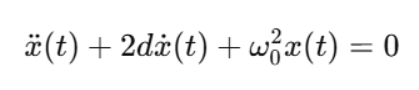 ẍ(t) + 2dẋ(t) + ω₀²x(t) = 0